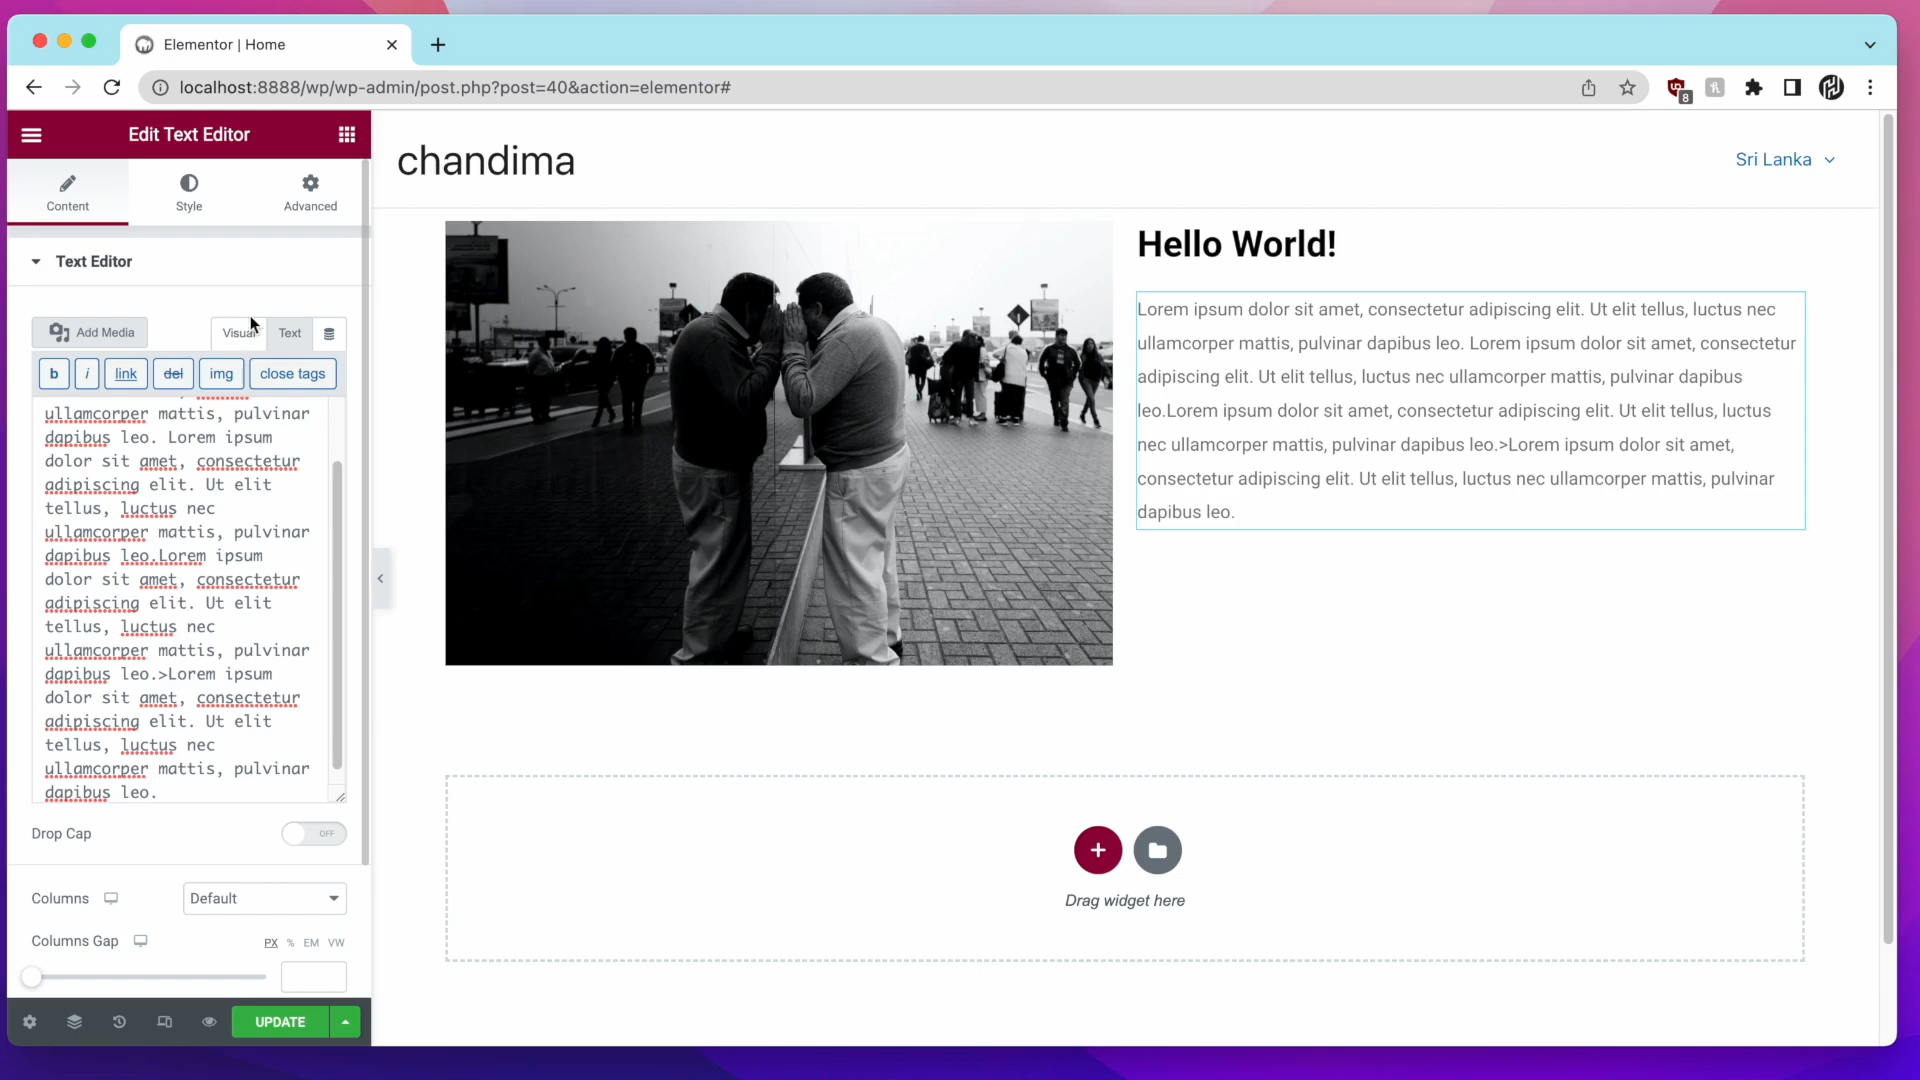 Elementor | Home
localhost:8888/wp/wp-admin/post.php?post=40&action=elementor#
8
Edit Text Editor
Content
Style
Advanced
Text Editor
Add Media
Visual
Text
b
i
link
del
img
close tags
ullamcorper mattis, pulvinar
dapibus leo. Lorem ipsum
dolor sit amet, consectetur
adipiscing elit. Ut elit
tellus, luctus nec
ullamcorper mattis, pulvinar
dapibus leo.Lorem ipsum
dolor sit amet, consectetur
adipiscing elit. Ut elit
tellus, luctus nec
ullamcorper mattis, pulvinar
dapibus leo.>Lorem ipsum
dolor sit amet, consectetur
adipiscing elit. Ut elit
tellus, luctus nec
ullamcorper mattis, pulvinar
dapibus leo.
Drop Cap
OFF
Columns
Default
Columns Gap
PX % EM VW
UPDATE
chandima
Sri Lanka
Hello World!
Lorem ipsum dolor sit amet, consectetur adipiscing elit. Ut elit tellus, luctus nec
ullamcorper mattis, pulvinar dapibus leo. Lorem ipsum dolor sit amet, consectetur
adipiscing elit. Ut elit tellus, luctus nec ullamcorper mattis, pulvinar dapibus
leo.Lorem ipsum dolor sit amet, consectetur adipiscing elit. Ut elit tellus, luctus
nec ullamcorper mattis, pulvinar dapibus leo.>Lorem ipsum dolor sit amet,
consectetur adipiscing elit. Ut elit tellus, luctus nec ullamcorper mattis, pulvinar
dapibus leo.
Drag widget here